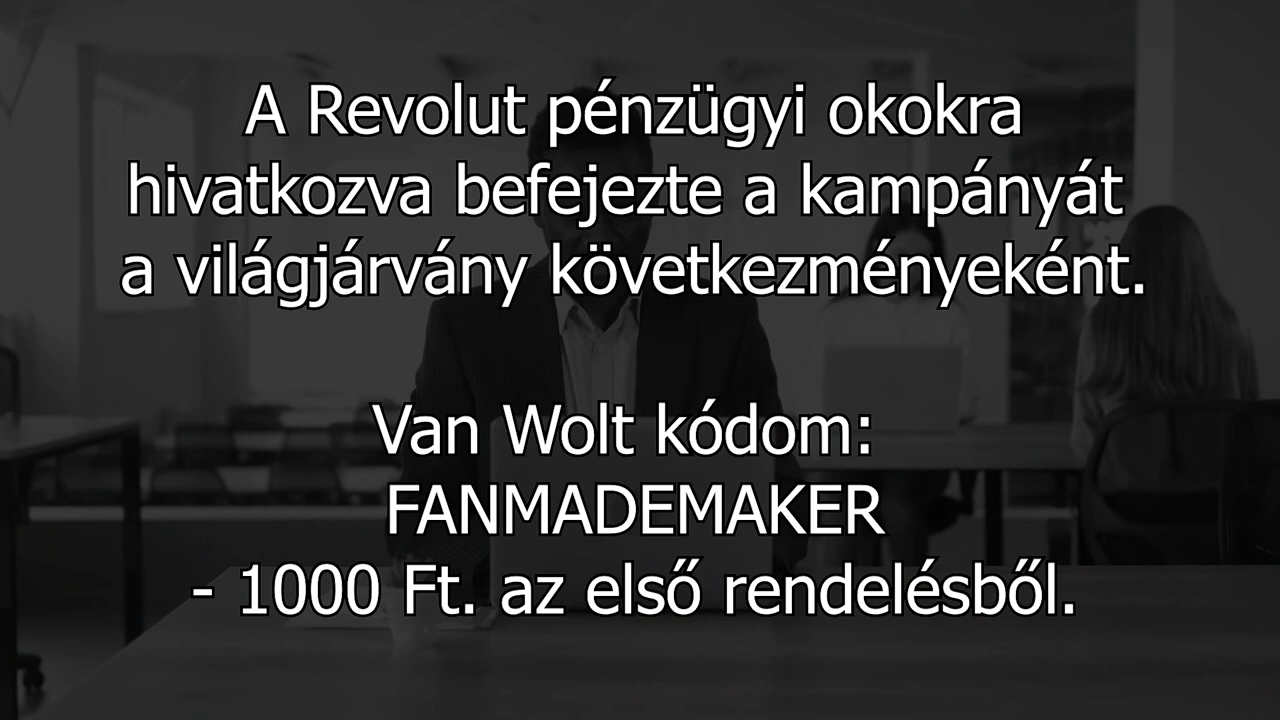 A Revolut pénzügyi okokra
hivatkozva befejezte a kampányát
a világjárvány következményeként.
Van Wolt kódom:
FANMADEMAKER
- 1000 Ft. az első rendelésből.